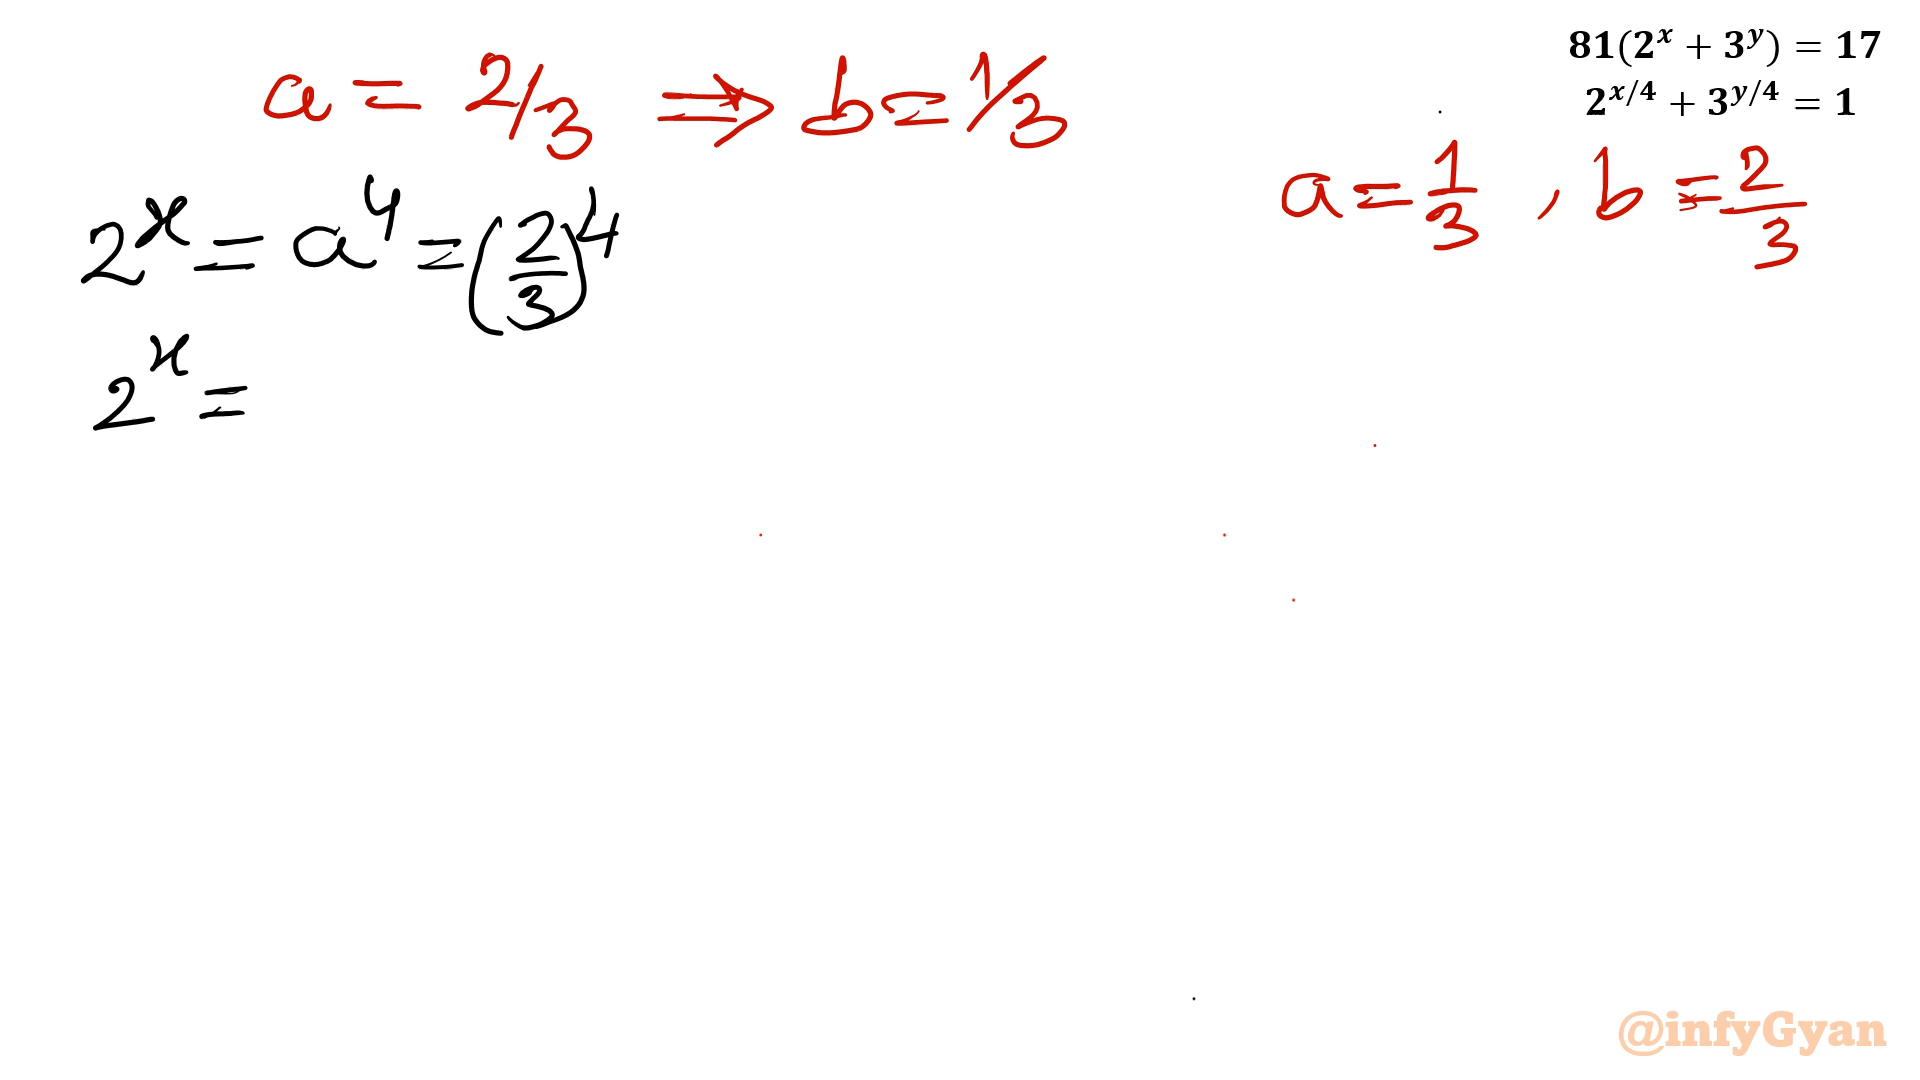 81(2^x + 3^y) = 17
2^{x/4} + 3^{y/4} = 1
a = 2/3 ⇒ b = 1/3
a = 1/3 , b = 2/3
2^x = a^4 = (2/3)^4
2^x =
@infyGyan